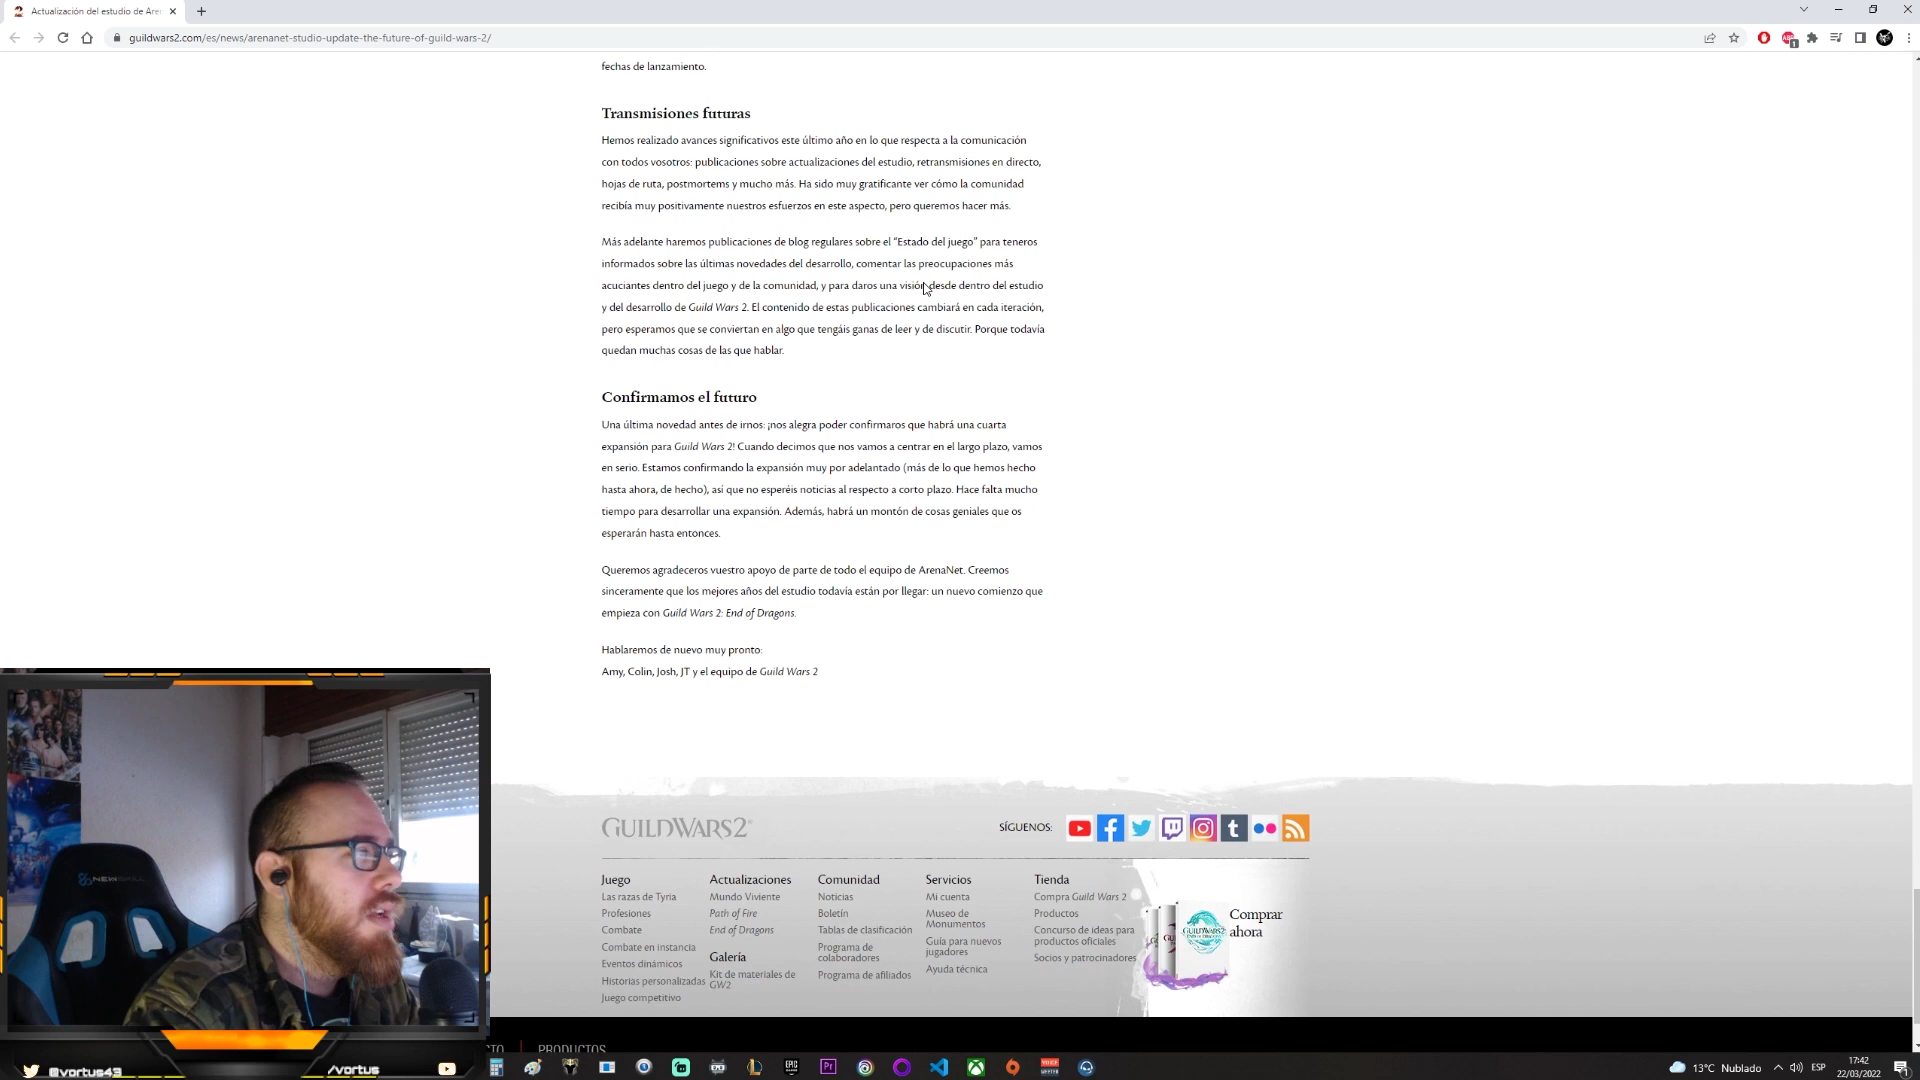 Actualización del estudio de Are
guildwars2.com/es/news/arenanet-studio-update-the-future-of-guild-wars-2/
fechas de lanzamiento.
Transmisiones futuras
Hemos realizado avances significativos este último año en lo que respecta a la comunicación
con todos vosotros: publicaciones sobre actualizaciones del estudio, retransmisiones en directo,
hojas de ruta, postmortems y mucho más. Ha sido muy gratificante ver cómo la comunidad
recibía muy positivamente nuestros esfuerzos en este aspecto, pero queremos hacer más.
Más adelante haremos publicaciones de blog regulares sobre el “Estado del juego” para teneros
informados sobre las últimas novedades del desarrollo, comentar las preocupaciones más
acuciantes dentro del juego y de la comunidad, y para daros una visión desde dentro del estudio
y del desarrollo de Guild Wars 2. El contenido de estas publicaciones cambiará en cada iteración,
pero esperamos que se conviertan en algo que tengáis ganas de leer y de discutir. Porque todavía
quedan muchas cosas de las que hablar.
Confirmamos el futuro
Una última novedad antes de irnos: ¡nos alegra poder confirmaros que habrá una cuarta
expansión para Guild Wars 2! Cuando decimos que nos vamos a centrar en el largo plazo, vamos
en serio. Estamos confirmando la expansión muy por adelantado (más de lo que hemos hecho
hasta ahora, de hecho), así que no esperéis noticias al respecto a corto plazo. Hace falta mucho
tiempo para desarrollar una expansión. Además, habrá un montón de cosas geniales que os
esperarán hasta entonces.
Queremos agradeceros vuestro apoyo de parte de todo el equipo de ArenaNet. Creemos
sinceramente que los mejores años del estudio todavía están por llegar: un nuevo comienzo que
empieza con Guild Wars 2: End of Dragons.
Hablaremos de nuevo muy pronto:
Amy, Colin, Josh, JT y el equipo de Guild Wars 2
GUILDWARS2
SÍGUENOS:
Juego
Las razas de Tyria
Profesiones
Combate
Combate en instancia
Eventos dinámicos
Historias personalizadas
Juego competitivo
Actualizaciones
Mundo Viviente
Path of Fire
End of Dragons
Galería
Kit de materiales de
GW2
Comunidad
Noticias
Boletín
Tablas de clasificación
Programa de
colaboradores
Programa de afiliados
Servicios
Mi cuenta
Museo de
Monumentos
Guía para nuevos
jugadores
Ayuda técnica
Tienda
Compra Guild Wars 2
Productos
Concurso de ideas para
productos oficiales
Socios y patrocinadores
GUILDWARS2
Comprar
ahora
PRODUCTOS
NEWSKILL
@vortus43
/vortus
EPIC
Pr
13°C Nublado
ESP
17:42
22/03/2022